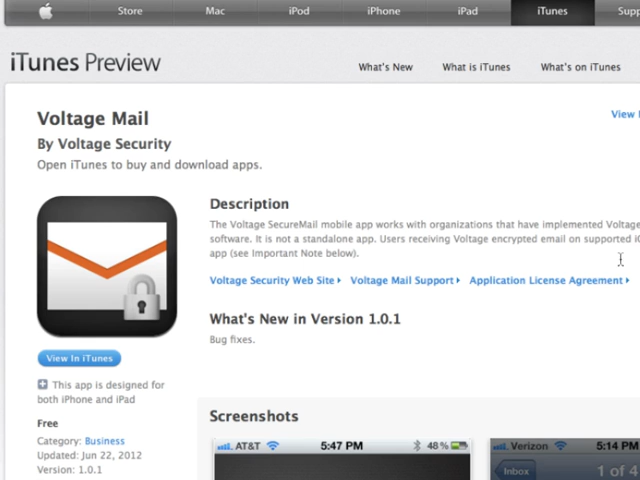 Store Mac iPod iPhone iPad iTunes Supp
iTunes Preview
What's New What is iTunes What's on iTunes
Voltage Mail
View
By Voltage Security
Open iTunes to buy and download apps.
Description
The Voltage SecureMail mobile app works with organizations that have implemented Voltage
software. It is not a standalone app. Users receiving Voltage encrypted email on supported
app (see Important Note below).
Voltage Security Web Site Voltage Mail Support Application License Agreement
What's New in Version 1.0.1
Bug fixes.
View In iTunes
This app is designed for
both iPhone and iPad
Free
Category: Business
Updated: Jun 22, 2012
Version: 1.0.1
Screenshots
AT&T 5:47 PM 48%
Verizon 5:14 PM
Inbox 1 of 4